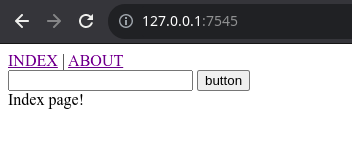 127.0.0.1:7545
INDEX | ABOUT
button
Index page!